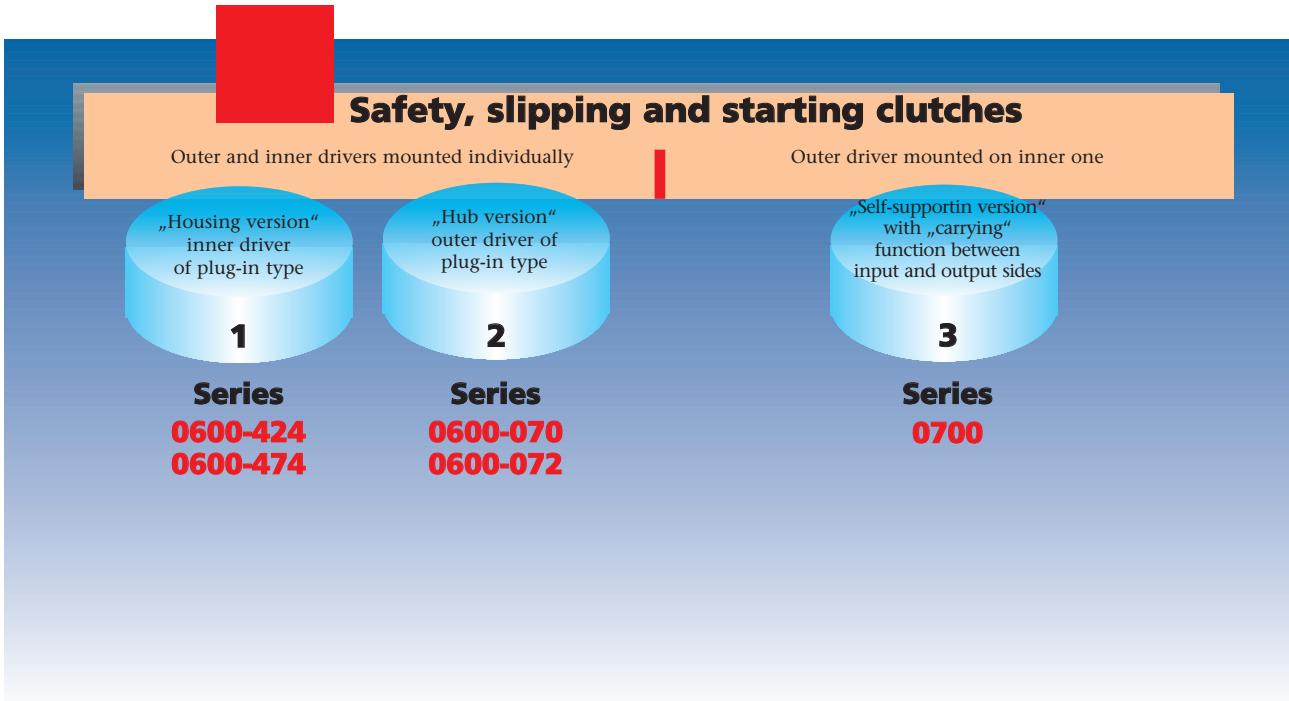 Safety, slipping and starting clutches
Outer and inner drivers mounted individually
Outer driver mounted on inner one
„Housing version“
inner driver
of plug-in type
1
Series
0600-424
0600-474
„Hub version“
outer driver of
plug-in type
2
Series
0600-070
0600-072
„Self-supportin version“
with „carrying“
function between
input and output sides
3
Series
0700